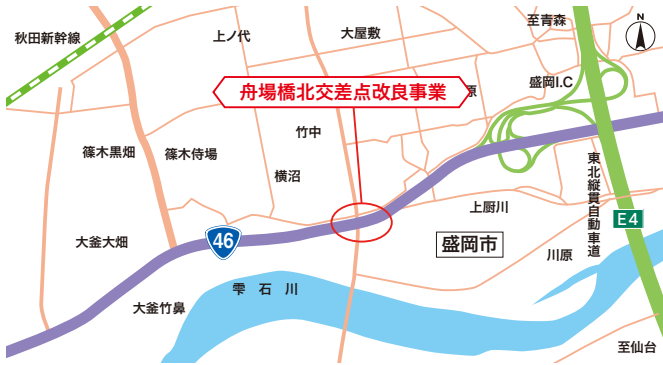 至青森
N
秋田新幹線
上ノ代
大屋敷
盛岡I.C
舟場橋北交差点改良事業
原
竹中
篠木黒畑
篠木侍場
横沼
東北縦貫自動車道
上厨川
E4
大釜大畑
46
盛岡市
川原
雫石川
大釜竹鼻
至仙台